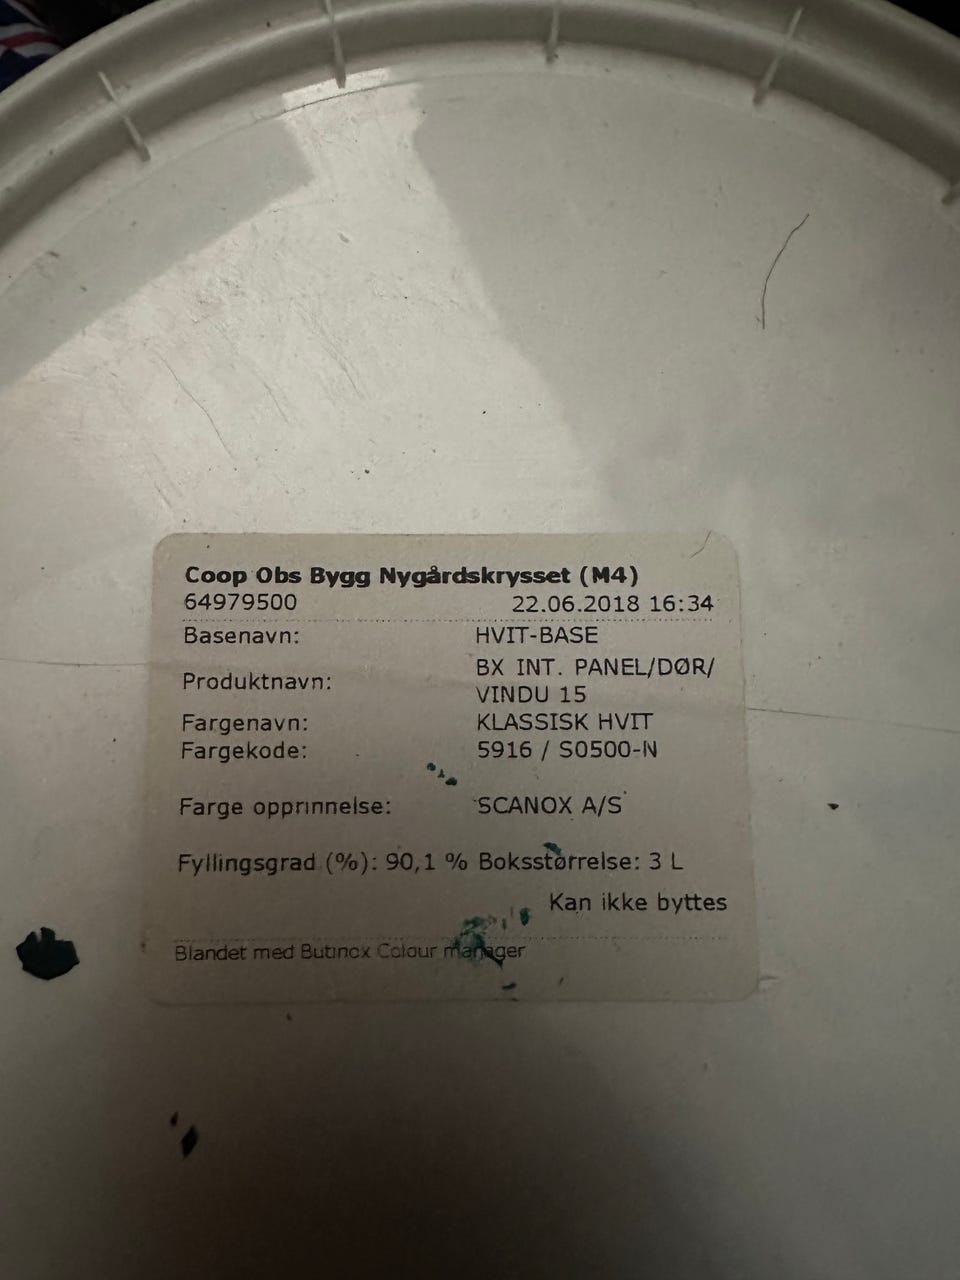 Coop Obs Bygg Nygårdskrysset (M4)
64979500 22.06.2018 16:34
Basenavn: HVIT-BASE
Produktnavn: BX INT. PANEL/DØR/
VINDU 15
Fargenavn: KLASSISK HVIT
Fargekode: 5916 / S0500-N
Farge opprinnelse: SCANOX A/S
Fyllingsgrad (%): 90,1 % Boksstørrelse: 3 L
Kan ikke byttes
Blandet med Butinox Colour manager